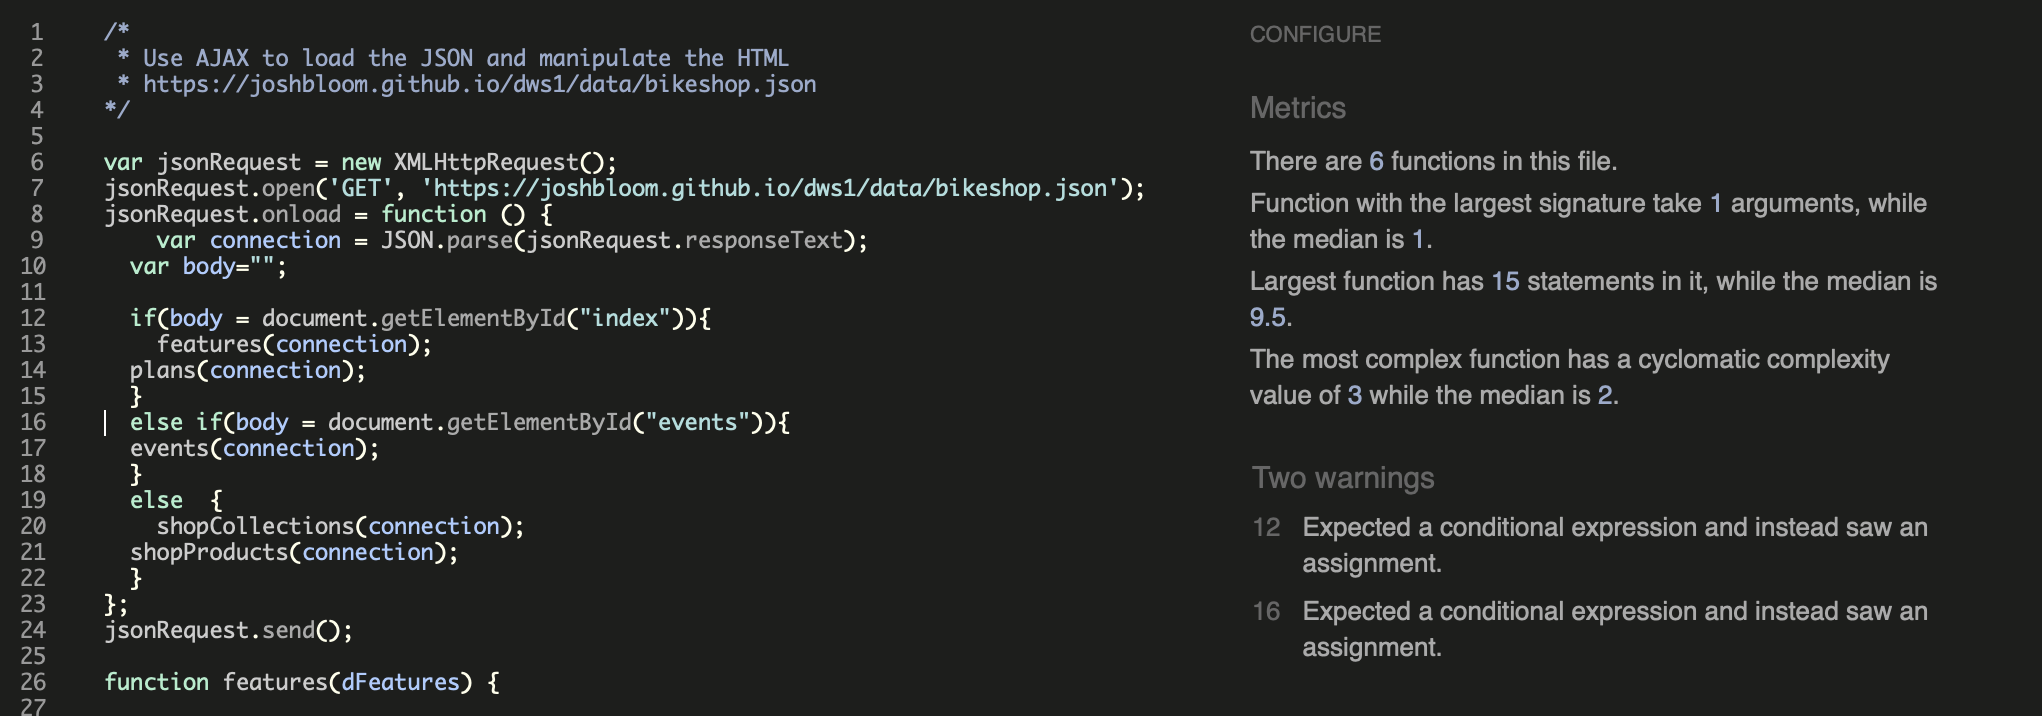 1 /*
2  * Use AJAX to load the JSON and manipulate the HTML
3  * https://joshbloom.github.io/dws1/data/bikeshop.json
4 */
5
6 var jsonRequest = new XMLHttpRequest();
7 jsonRequest.open('GET', 'https://joshbloom.github.io/dws1/data/bikeshop.json');
8 jsonRequest.onload = function () {
9     var connection = JSON.parse(jsonRequest.responseText);
10   var body="";
11
12   if(body = document.getElementById("index")){
13     features(connection);
14   plans(connection);
15   }
16   else if(body = document.getElementById("events")){
17   events(connection);
18   }
19   else  {
20     shopCollections(connection);
21   shopProducts(connection);
22   }
23 };
24 jsonRequest.send();
25
26 function features(dFeatures) {
27
CONFIGURE
Metrics
There are 6 functions in this file.
Function with the largest signature take 1 arguments, while
the median is 1.
Largest function has 15 statements in it, while the median is
9.5.
The most complex function has a cyclomatic complexity
value of 3 while the median is 2.
Two warnings
12 Expected a conditional expression and instead saw an
assignment.
16 Expected a conditional expression and instead saw an
assignment.